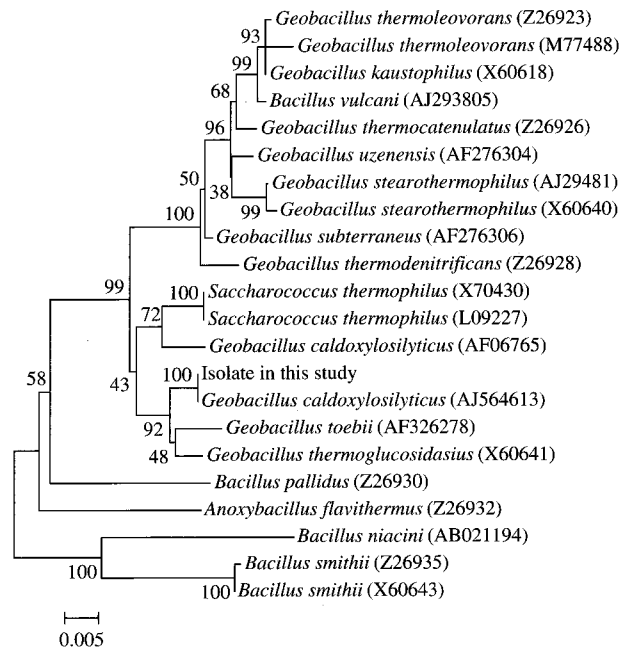 Geobacillus thermoleovorans (Z26923)
93
Geobacillus thermoleovorans (M77488)
99
Geobacillus kaustophilus (X60618)
68
Bacillus vulcani (AJ293805)
96
Geobacillus thermocatenulatus (Z26926)
Geobacillus uzenensis (AF276304)
50
38
Geobacillus stearothermophilus (AJ29481)
99
Geobacillus stearothermophilus (X60640)
100
Geobacillus subterraneus (AF276306)
Geobacillus thermodenitrificans (Z26928)
99
100
Saccharococcus thermophilus (X70430)
72
Saccharococcus thermophilus (L09227)
Geobacillus caldoxylosilyticus (AF06765)
58
43
100
Isolate in this study
Geobacillus caldoxylosilyticus (AJ564613)
92
Geobacillus toebii (AF326278)
48
Geobacillus thermoglucosidasius (X60641)
Bacillus pallidus (Z26930)
Anoxybacillus flavithermus (Z26932)
Bacillus niacini (AB021194)
100
Bacillus smithii (Z26935)
100
Bacillus smithii (X60643)
0.005